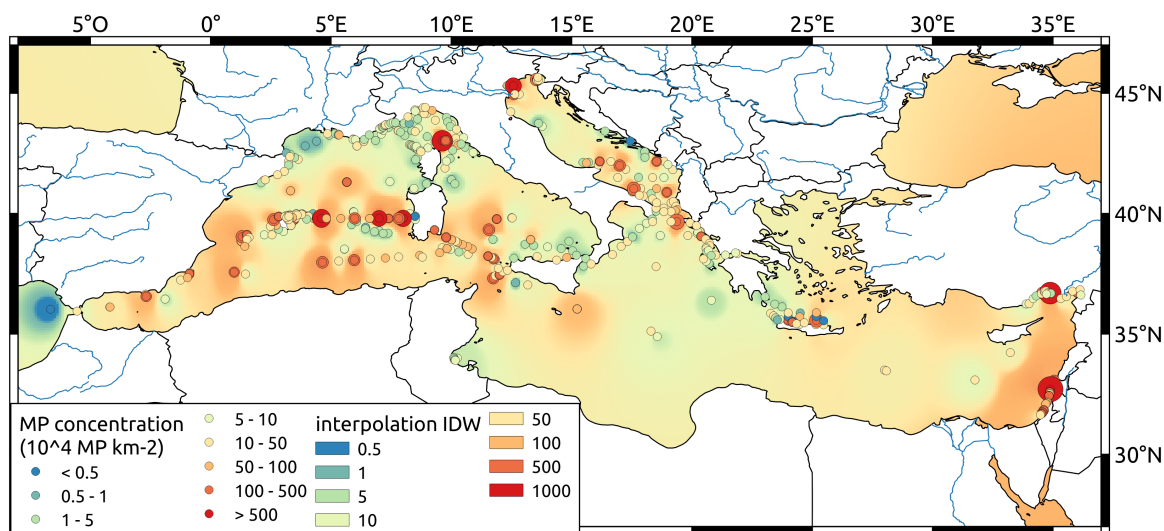 5°O 0° 5°E 10°E 15°E 20°E 25°E 30°E 35°E
45°N
40°N
35°N
30°N
MP concentration
(10^4 MP km-2)
< 0.5
0.5 - 1
1 - 5
5 - 10
10 - 50
50 - 100
100 - 500
> 500
interpolation IDW
0.5
1
5
10
50
100
500
1000